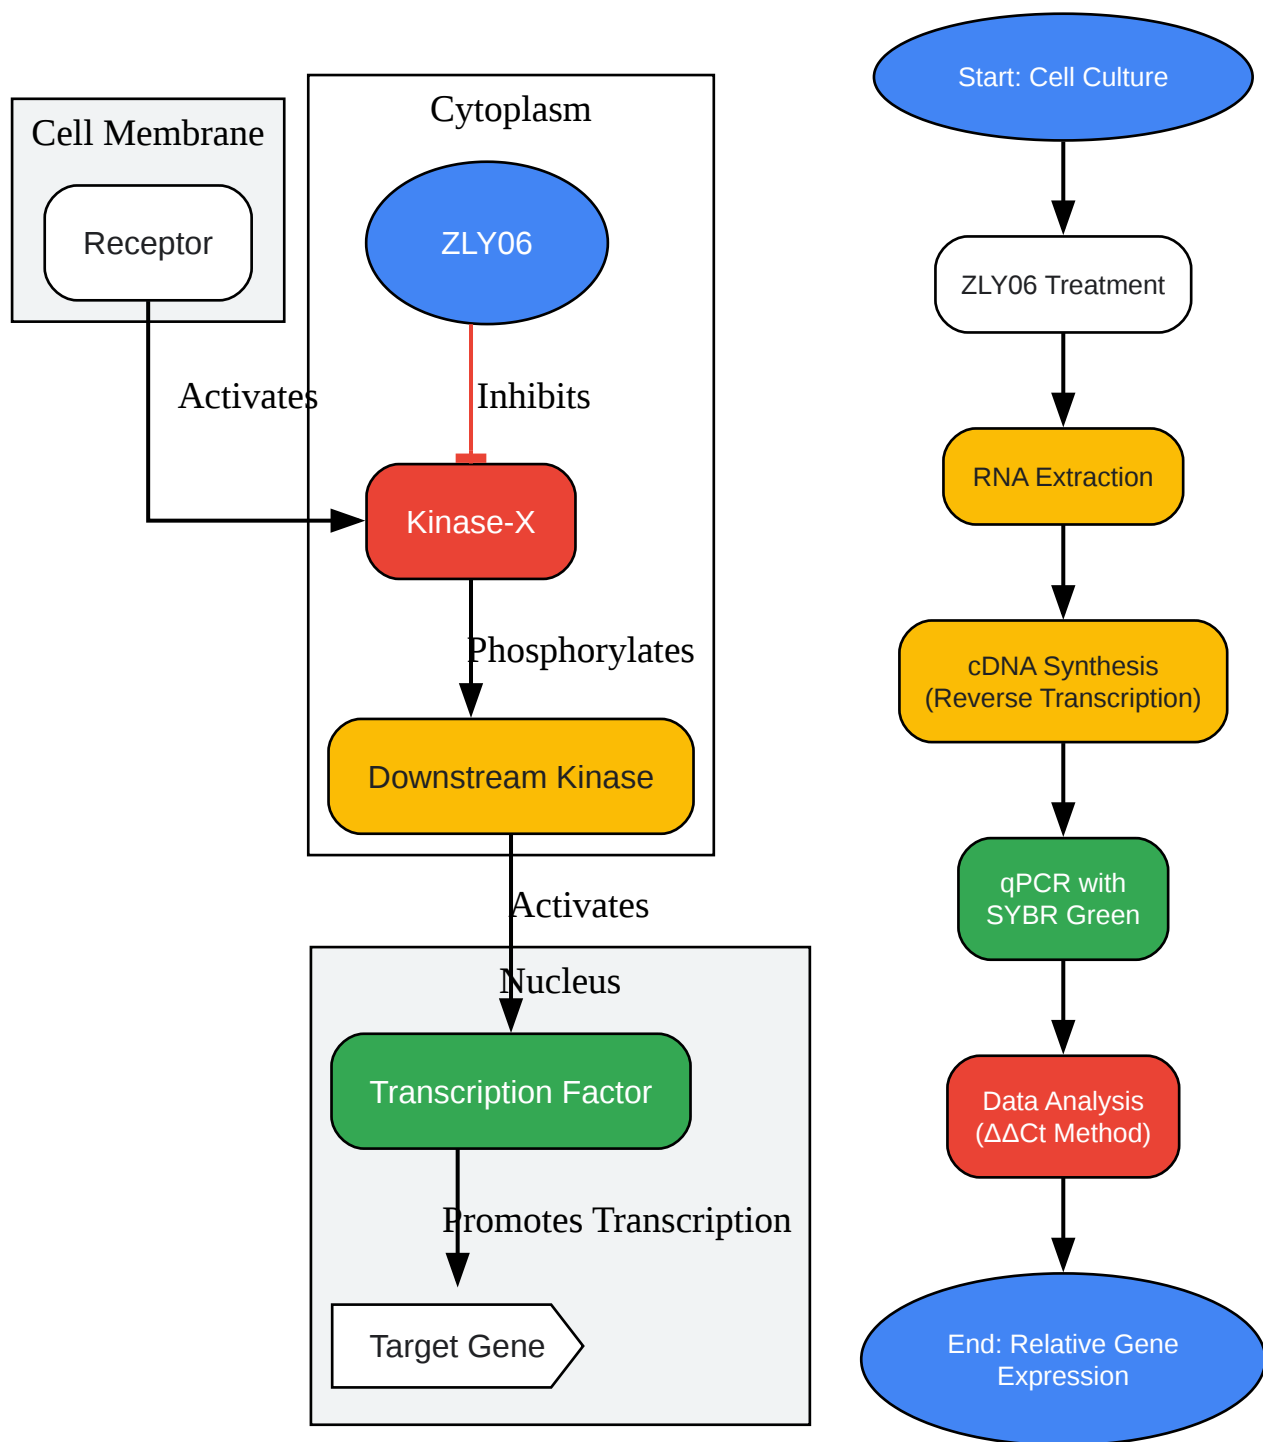 Cell Membrane
Receptor
Activates
Cytoplasm
ZLY06
Inhibits
Kinase-X
Phosphorylates
Downstream Kinase
Activates
Nucleus
Transcription Factor
Promotes Transcription
Target Gene
Start: Cell Culture
ZLY06 Treatment
RNA Extraction
cDNA Synthesis
(Reverse Transcription)
qPCR with
SYBR Green
Data Analysis
(ΔΔCt Method)
End: Relative Gene
Expression